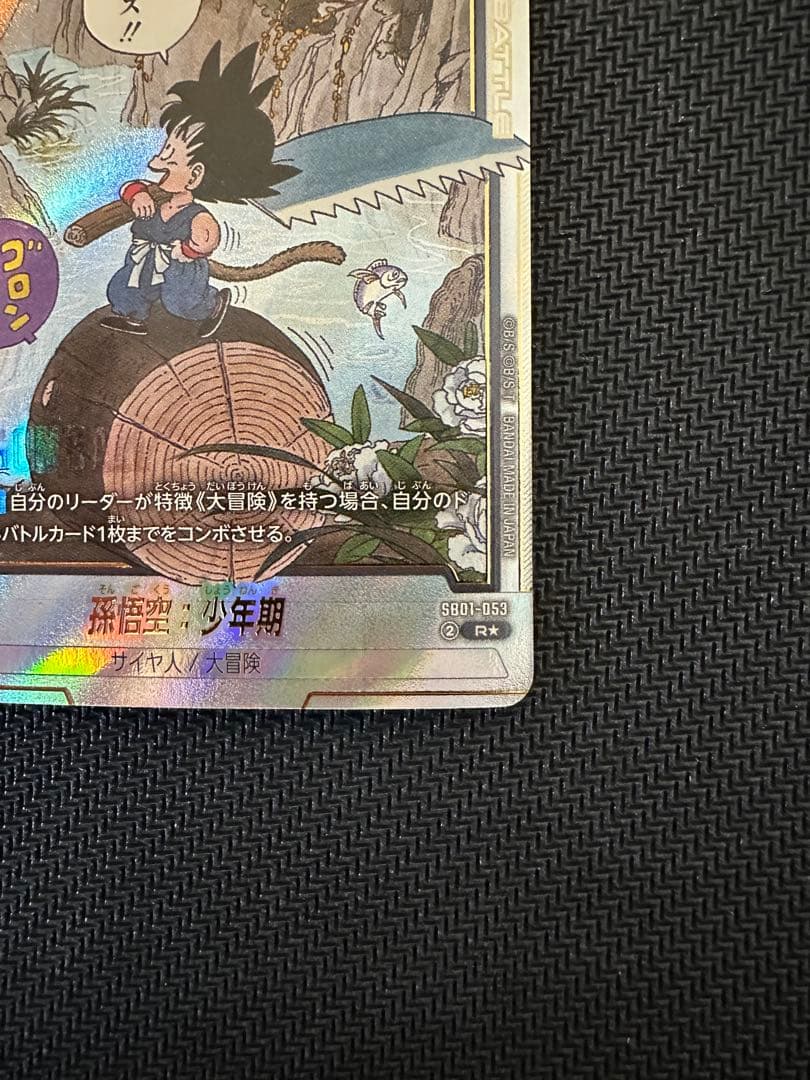 ス!!
BATTLE
ゴロン
©B/S ©B/S･T BANDAI MADE IN JAPAN
自分のリーダーが特徴《大冒険》を持つ場合、自分のド
バトルカード1枚までをコンボさせる。
孫悟空：少年期
SB01-053
② R★
サイヤ人／大冒険